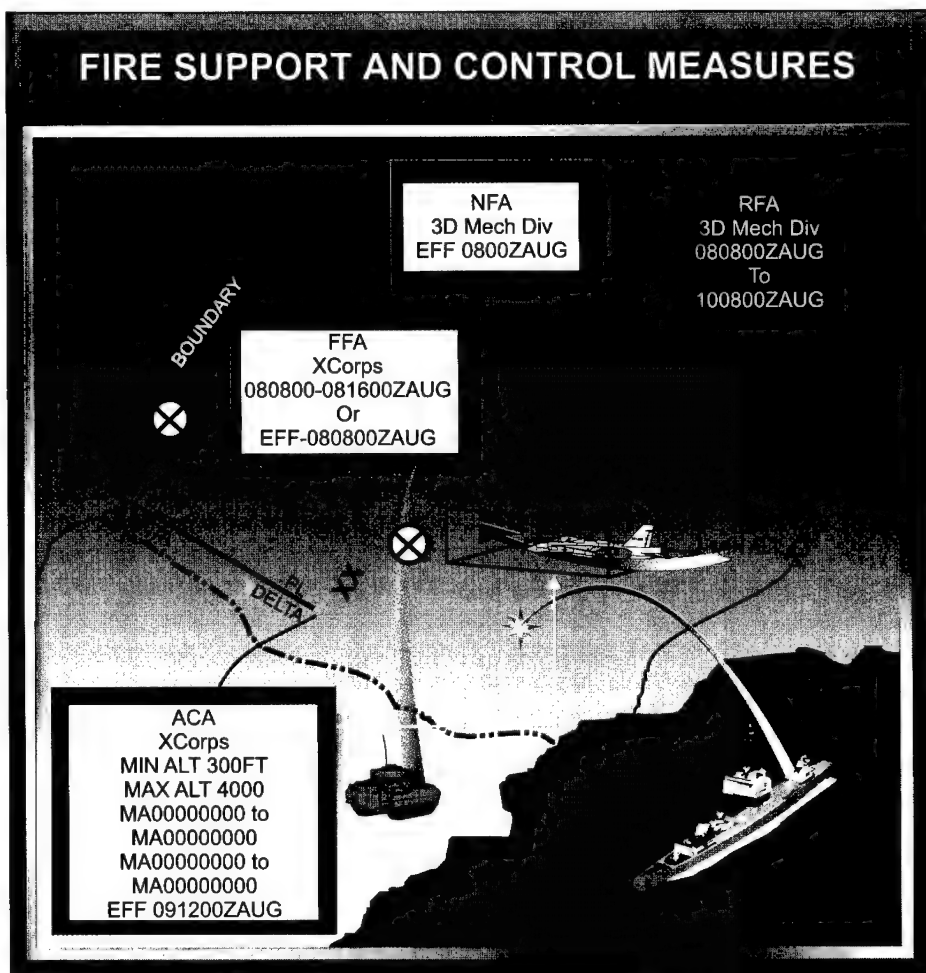 FIRE SUPPORT AND CONTROL MEASURES
NFA
3D Mech Div
EFF 0800ZAUG
RFA
3D Mech Div
080800ZAUG
To
100800ZAUG
BOUNDARY
FFA
XCorps
080800-081600ZAUG
Or
EFF-080800ZAUG
PL
DELTA
XX
ACA
XCorps
MIN ALT 300FT
MAX ALT 4000
MA00000000 to
MA00000000
MA00000000 to
MA00000000
EFF 091200ZAUG